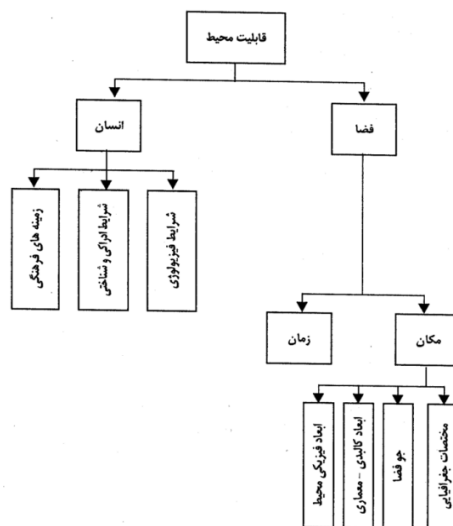 قابلیت محیط
فضا
انسان
شرایط فیزیولوژی
شرایط ادراکی و شناختی
زمینه های فرهنگی
مکان
زمان
مختصات جغرافیایی
جو فضا
ابعاد کالبدی - معماری
ابعاد فیزیکی محیط